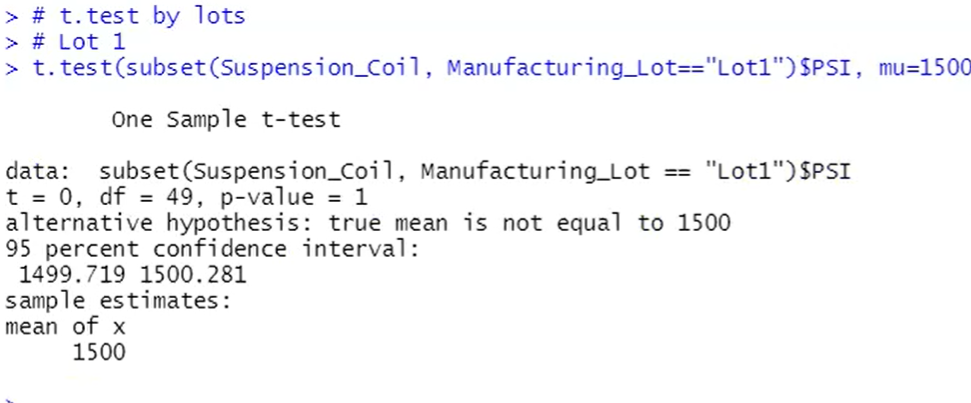 > # t.test by lots
> # Lot 1
> t.test(subset(Suspension_Coil, Manufacturing_Lot=="Lot1")$PSI, mu=1500
One Sample t-test
data:  subset(Suspension_Coil, Manufacturing_Lot == "Lot1")$PSI
t = 0, df = 49, p-value = 1
alternative hypothesis: true mean is not equal to 1500
95 percent confidence interval:
 1499.719 1500.281
sample estimates:
mean of x
     1500
>